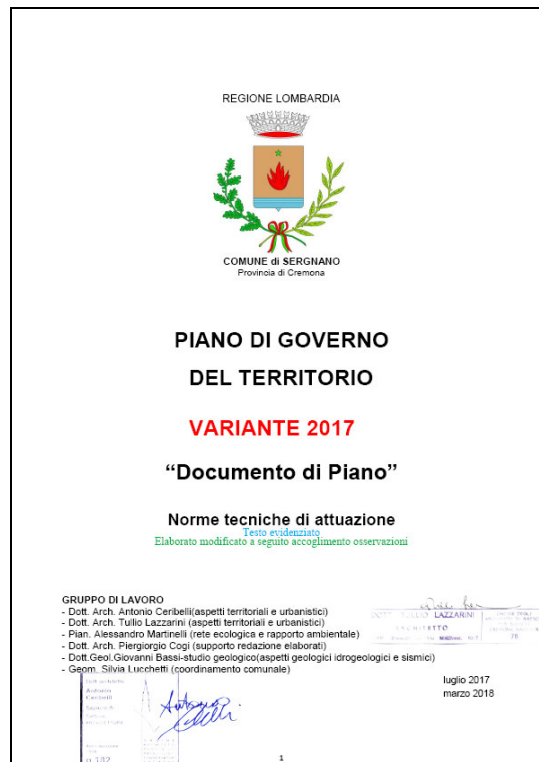 REGIONE LOMBARDIA
COMUNE di SERGNANO
Provincia di Cremona
PIANO DI GOVERNO
DEL TERRITORIO
VARIANTE 2017
“Documento di Piano”
Norme tecniche di attuazione
Testo evidenziato
Elaborato modificato a seguito accoglimento osservazioni
GRUPPO DI LAVORO
- Dott. Arch. Antonio Ceribelli(aspetti territoriali e urbanistici)
- Dott. Arch. Tullio Lazzarini (aspetti territoriali e urbanistici)
- Pian. Alessandro Martinelli (rete ecologica e rapporto ambientale)
- Dott. Arch. Piergiorgio Cogi (supporto redazione elaborati)
- Dott.Geol.Giovanni Bassi-studio geologico(aspetti geologici idrogeologici e sismici)
- Geom. Silvia Lucchetti (coordinamento comunale)
LAZZARINI
ARCHITETTO
78
luglio 2017
marzo 2018
Antonio
Ceribelli
n 382
1